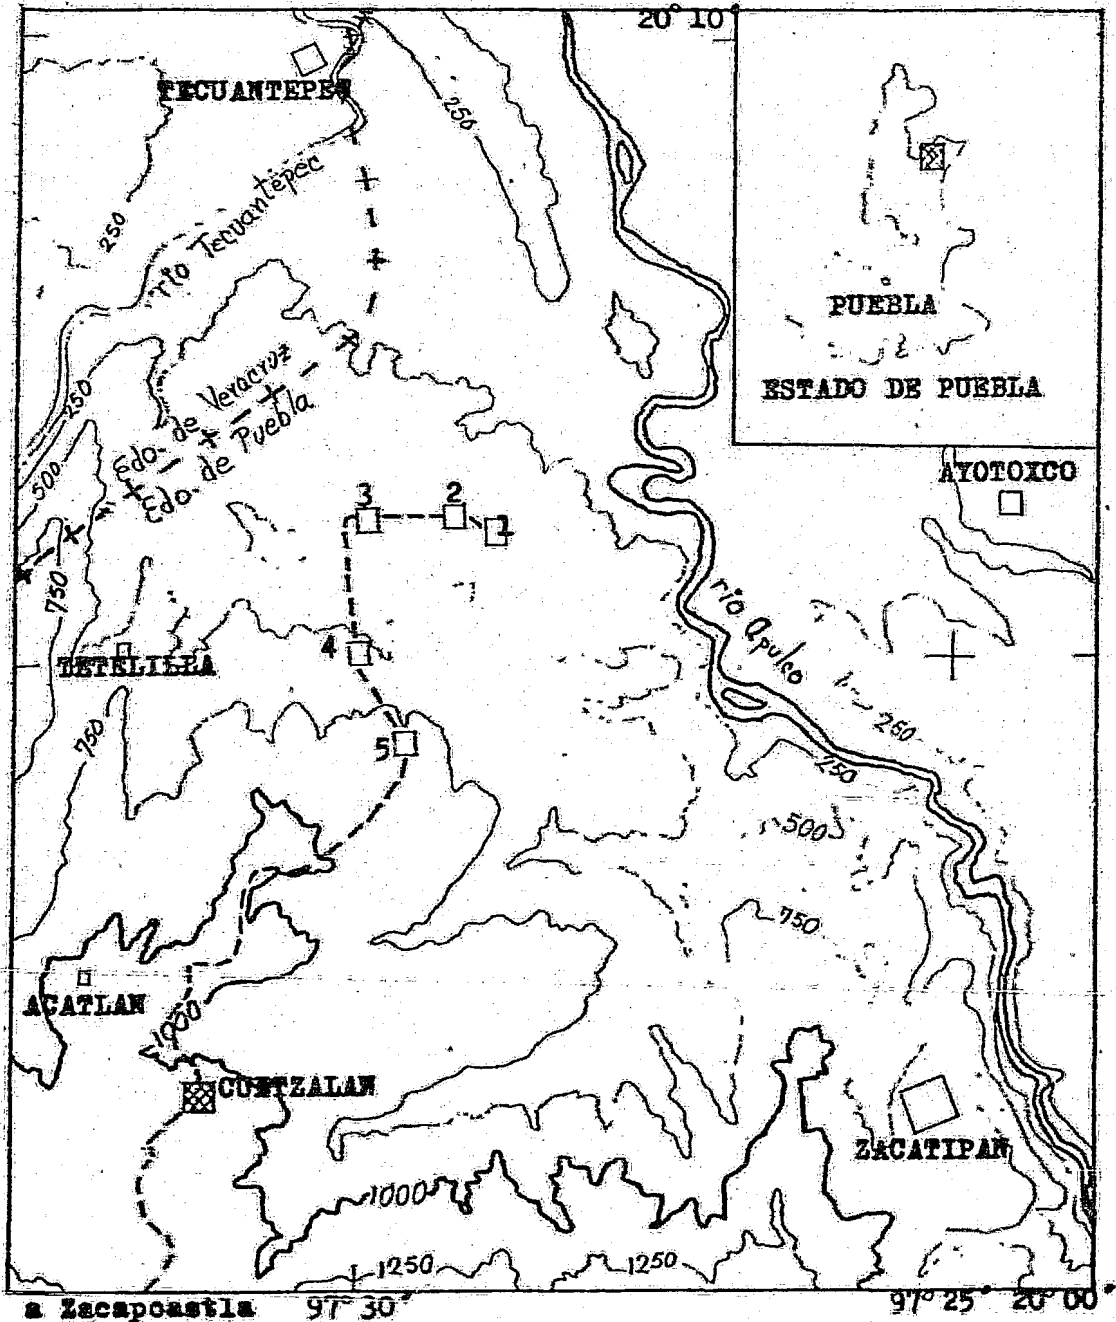 20° 10'
TECUANTEPEC
250
250
río Tecuantepec
PUEBLA
ESTADO DE PUEBLA
Edo. de Veracruz
Edo. de Puebla
250
500
750
AYOTOXCO
3
2
1
río Apulco
4
TETELILLA
750
5
250
250
500
750
ACATLAN
1000
CUETZALAN
ZACATIPAN
1000
1250
1250
a Zacapoastla
97° 30'
97° 25'
20° 00'